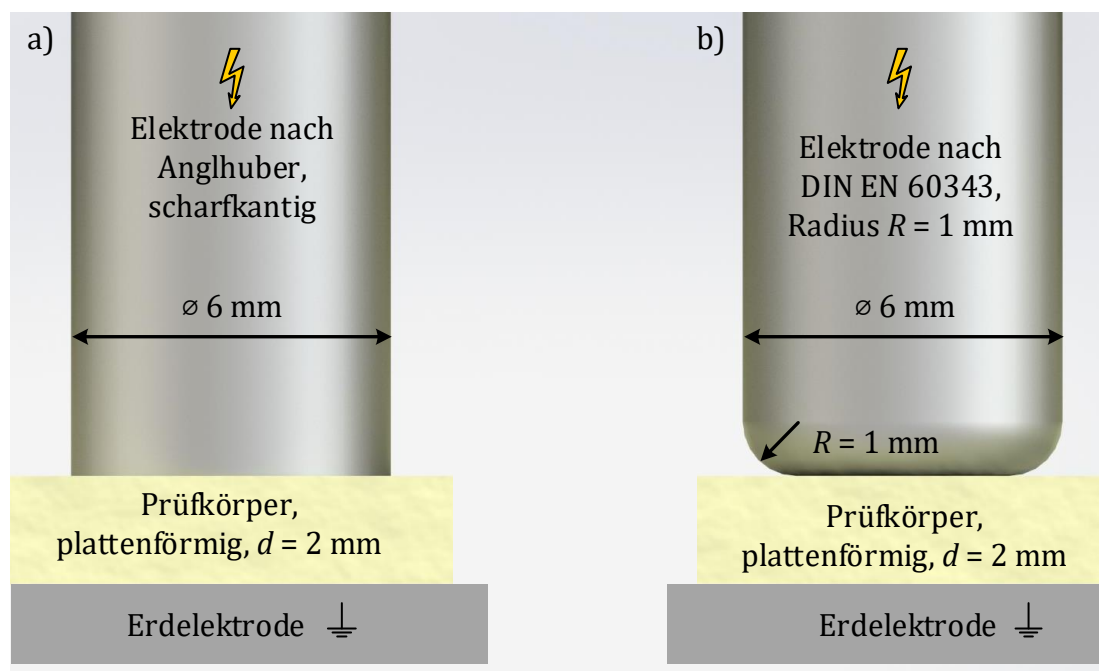 a)
Elektrode nach
Anglhuber,
scharfkantig
⌀ 6 mm
Prüfkörper,
plattenförmig, d = 2 mm
Erdelektrode
b)
Elektrode nach
DIN EN 60343,
Radius R = 1 mm
⌀ 6 mm
R = 1 mm
Prüfkörper,
plattenförmig, d = 2 mm
Erdelektrode